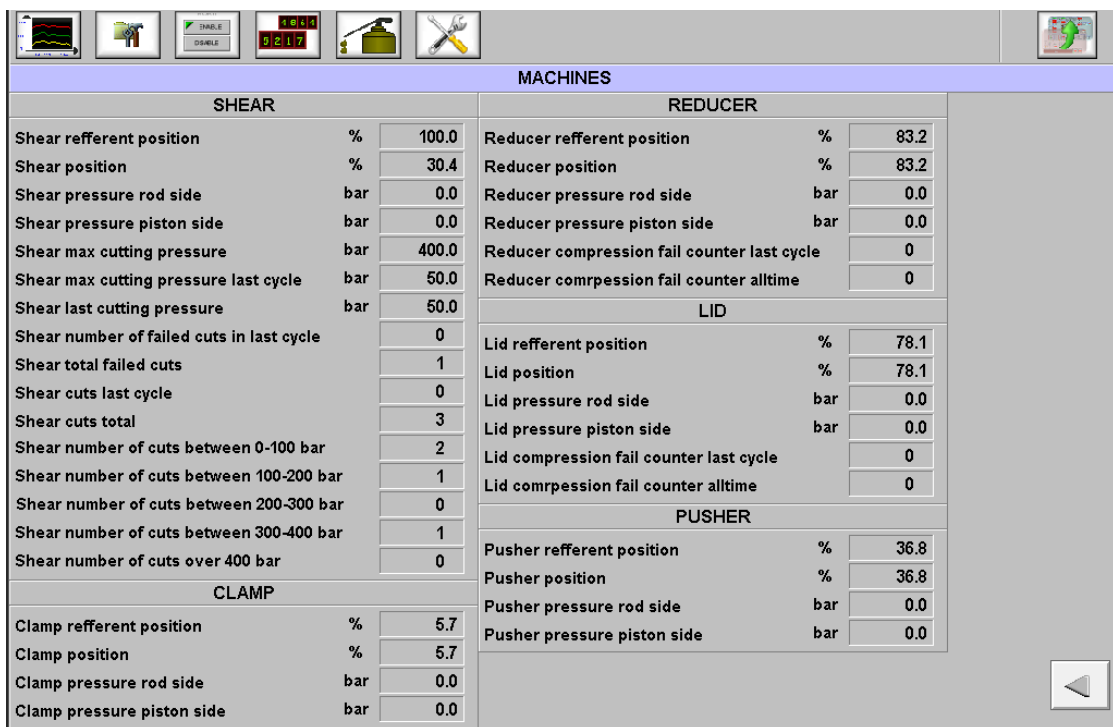 ENABLE
DISABLE
4864
5217
MACHINES
SHEAR
Shear refferent position % 100.0
Shear position % 30.4
Shear pressure rod side bar 0.0
Shear pressure piston side bar 0.0
Shear max cutting pressure bar 400.0
Shear max cutting pressure last cycle bar 50.0
Shear last cutting pressure bar 50.0
Shear number of failed cuts in last cycle 0
Shear total failed cuts 1
Shear cuts last cycle 0
Shear cuts total 3
Shear number of cuts between 0-100 bar 2
Shear number of cuts between 100-200 bar 1
Shear number of cuts between 200-300 bar 0
Shear number of cuts between 300-400 bar 1
Shear number of cuts over 400 bar 0
CLAMP
Clamp refferent position % 5.7
Clamp position % 5.7
Clamp pressure rod side bar 0.0
Clamp pressure piston side bar 0.0
REDUCER
Reducer refferent position % 83.2
Reducer position % 83.2
Reducer pressure rod side bar 0.0
Reducer pressure piston side bar 0.0
Reducer compression fail counter last cycle 0
Reducer comrpession fail counter alltime 0
LID
Lid refferent position % 78.1
Lid position % 78.1
Lid pressure rod side bar 0.0
Lid pressure piston side bar 0.0
Lid compression fail counter last cycle 0
Lid comrpession fail counter alltime 0
PUSHER
Pusher refferent position % 36.8
Pusher position % 36.8
Pusher pressure rod side bar 0.0
Pusher pressure piston side bar 0.0